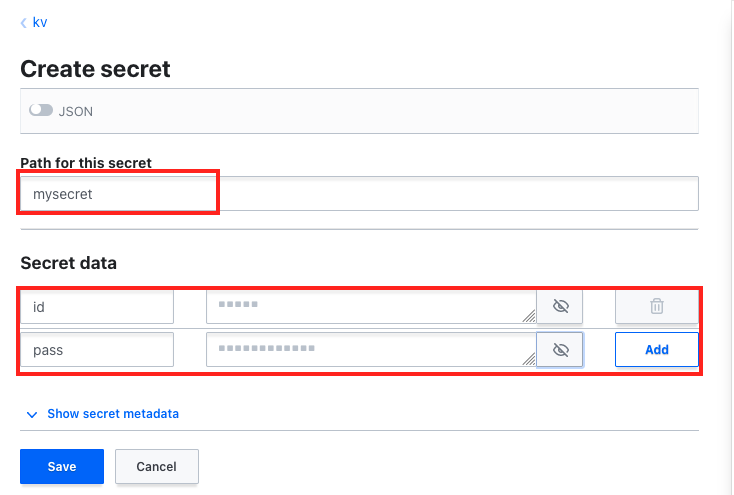 kv
Create secret
JSON
Path for this secret
mysecret
Secret data
id
pass
Add
Show secret metadata
Save Cancel